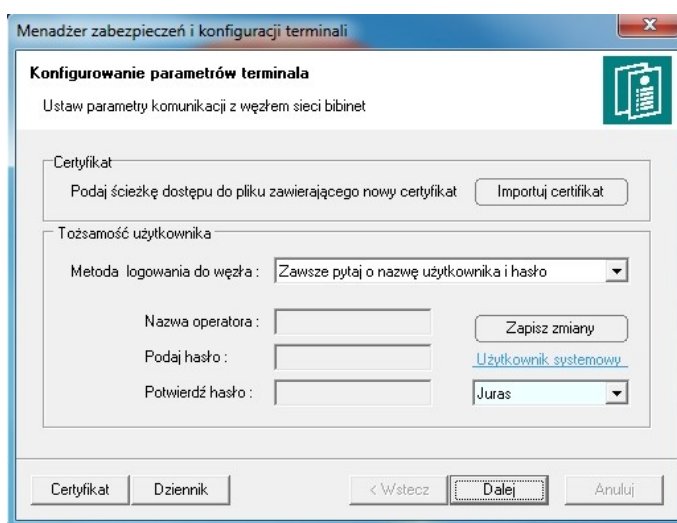 Menadżer zabezpieczeń i konfiguracji terminali
Konfigurowanie parametrów terminala
Ustaw parametry komunikacji z węzłem sieci bibinet
Certyfikat
Podaj ścieżkę dostępu do pliku zawierającego nowy certyfikat
Importuj certifikat
Tożsamość użytkownika
Metoda logowania do węzła :
Zawsze pytaj o nazwę użytkownika i hasło
Nazwa operatora :
Zapisz zmiany
Podaj hasło :
Użytkownik systemowy
Potwierdź hasło :
Juras
Certyfikat
Dziennik
< Wstecz
Dalej
Anuluj